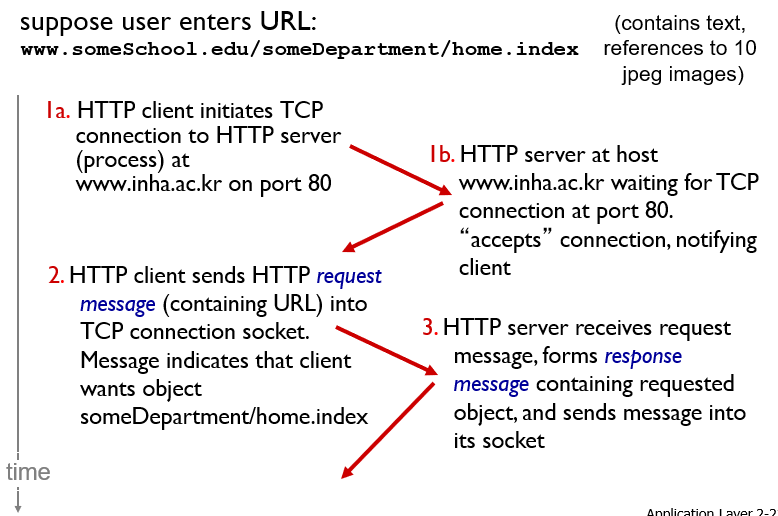 suppose user enters URL:
www.someSchool.edu/someDepartment/home.index
(contains text,
references to 10
jpeg images)
1a. HTTP client initiates TCP
connection to HTTP server
(process) at
www.inha.ac.kr on port 80
1b. HTTP server at host
www.inha.ac.kr waiting for TCP
connection at port 80.
“accepts” connection, notifying
client
2. HTTP client sends HTTP request
message (containing URL) into
TCP connection socket.
Message indicates that client
wants object
someDepartment/home.index
3. HTTP server receives request
message, forms response
message containing requested
object, and sends message into
its socket
time
Application Layer 2-2